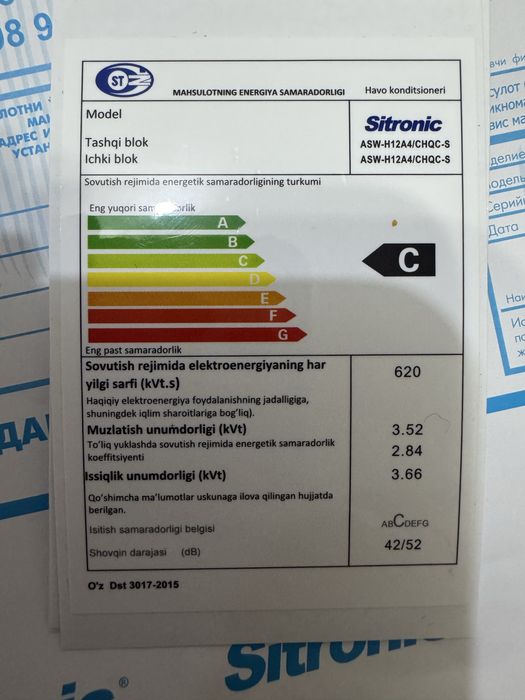 ST
MAHSULOTNING ENERGIYA SAMARADORLIGI
Havo konditsioneri
Model
Sitronic
Tashqi blok
ASW-H12A4/CHQC-S
Ichki blok
ASW-H12A4/CHQC-S
Sovutish rejimida energetik samaradorligining turkumi
Eng yuqori samaradorlik
A
B
C
D
E
F
G
C
Eng past samaradorlik
Sovutish rejimida elektroenergiyaning har
yilgi sarfi (kVt.s)
620
Haqiqiy elektroenergiya foydalanishning jadalligiga,
shuningdek iqlim sharoitlariga bog'liq).
Muzlatish unumdorligi (kVt)
3.52
To'liq yuklashda sovutish rejimida energetik samaradorlik
koeffitsiyenti)
2.84
Issiqlik unumdorligi (kVt)
3.66
Qo'shimcha ma'lumotlar uskunaga ilova qilingan hujjatda
berilgan.
Isitish samaradorligi belgisi
ABCDEFG
Shovqin darajasi (dB)
42/52
O'z Dst 3017-2015
Дата
Sitronic
®